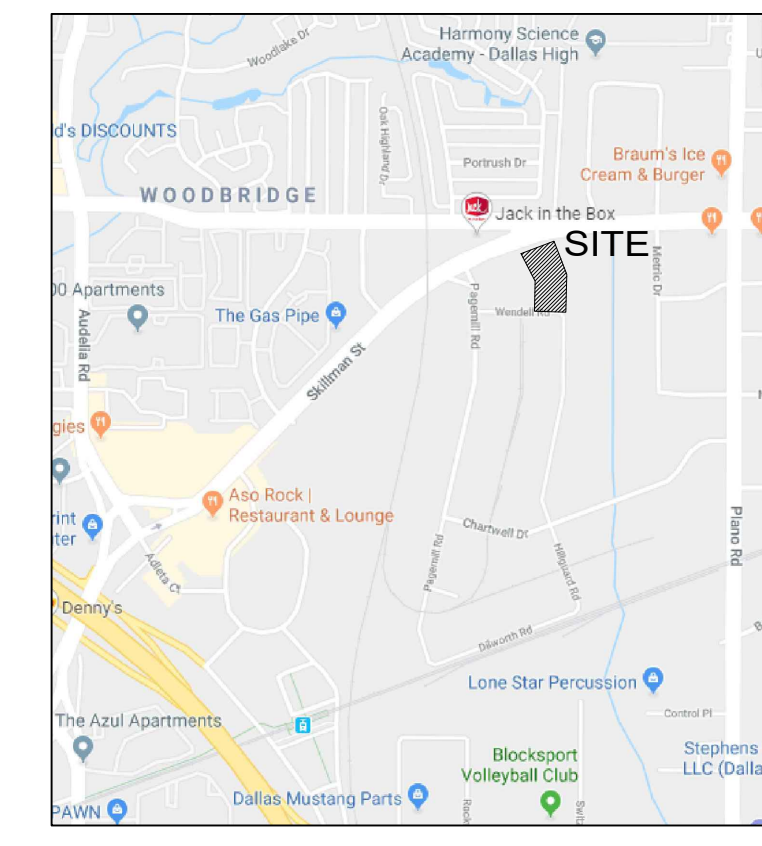 Harmony Science
Academy - Dallas High
Woodlake Dr
d's DISCOUNTS
Oak Highland Dr
Portrush Dr
Braum's Ice
Cream & Burger
WOODBRIDGE
Jack in the Box
SITE
Metric Dr
00 Apartments
The Gas Pipe
Audelia Rd
Pagemill Rd
Wendell Rd
Skillman St
gies
Aso Rock |
Restaurant & Lounge
rint
ter
Chartwell Dr
Plano Rd
Pagemill Rd
Hillguard Rd
Adleta Ct
Denny's
Dilworth Rd
Lone Star Percussion
Control Pl
The Azul Apartments
Stephens
LLC (Dalla
Blocksport
Volleyball Club
Dallas Mustang Parts
PAWN